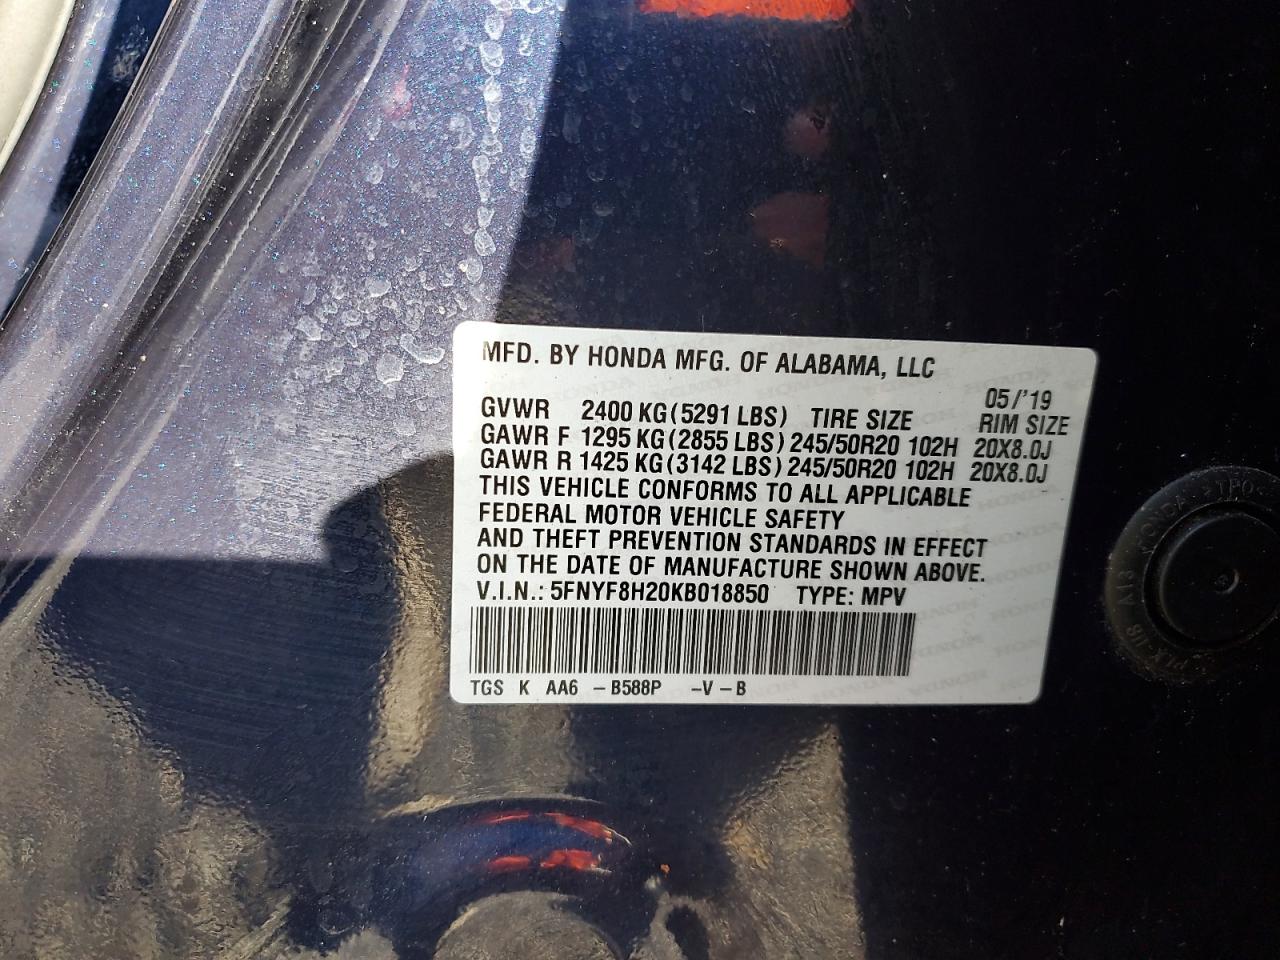 MFD. BY HONDA MFG. OF ALABAMA, LLC
05/'19
GVWR 2400 KG (5291 LBS) TIRE SIZE RIM SIZE
GAWR F 1295 KG (2855 LBS) 245/50R20 102H 20X8.0J
GAWR R 1425 KG (3142 LBS) 245/50R20 102H 20X8.0J
THIS VEHICLE CONFORMS TO ALL APPLICABLE
FEDERAL MOTOR VEHICLE SAFETY
AND THEFT PREVENTION STANDARDS IN EFFECT
ON THE DATE OF MANUFACTURE SHOWN ABOVE.
V.I.N.: 5FNYF8H20KB018850 TYPE: MPV
TGS K AA6 -B588P -V-B
HONDA >TPO<